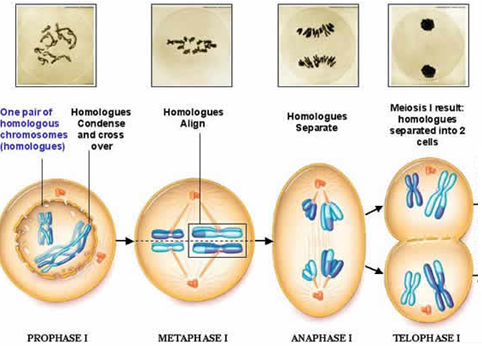 One pair of
homologous
chromosomes
(homologues)
Homologues
Condense
and cross
over
Homologues
Align
Homologues
Separate
Meiosis I result:
homologues
separated into 2
cells
PROPHASE I
METAPHASE I
ANAPHASE I
TELOPHASE I